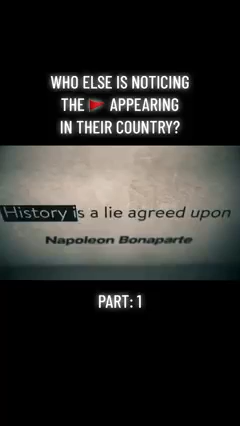 WHO ELSE IS NOTICING
THE 🚩 APPEARING
IN THEIR COUNTRY?
History is a lie agreed upon
Napoleon Bonaparte
PART: 1